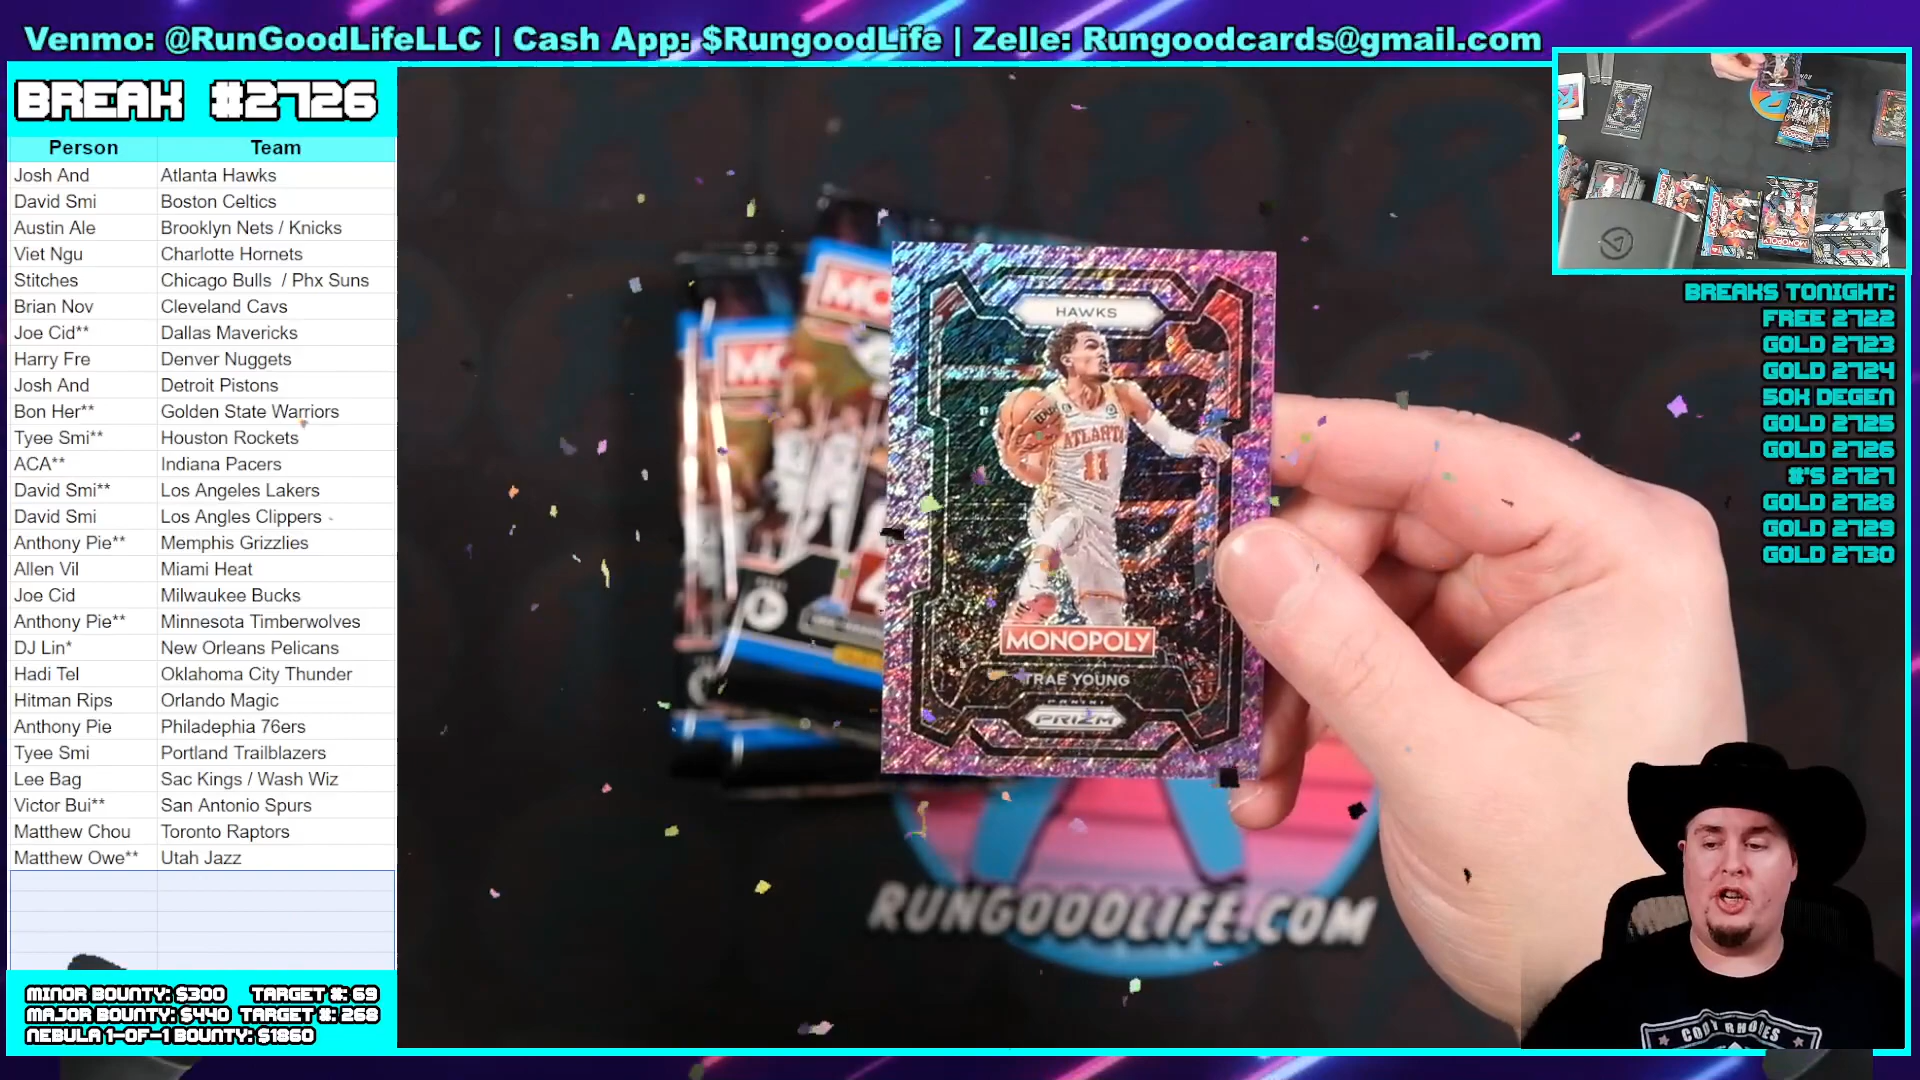 Venmo: @RunGoodLifeLLC | Cash App: $RungoodLife | Zelle: Rungoodcards@gmail.com
BREAK #2726
Person Team
Josh And Atlanta Hawks
David Smi Boston Celtics
Austin Ale Brooklyn Nets / Knicks
Viet Ngu Charlotte Hornets
Stitches Chicago Bulls / Phx Suns
Brian Nov Cleveland Cavs
Joe Cid** Dallas Mavericks
Harry Fre Denver Nuggets
Josh And Detroit Pistons
Bon Her** Golden State Warriors
Tyee Smi** Houston Rockets
ACA** Indiana Pacers
David Smi** Los Angeles Lakers
David Smi Los Angles Clippers
Anthony Pie** Memphis Grizzlies
Allen Vil Miami Heat
Joe Cid Milwaukee Bucks
Anthony Pie** Minnesota Timberwolves
DJ Lin* New Orleans Pelicans
Hadi Tel Oklahoma City Thunder
Hitman Rips Orlando Magic
Anthony Pie Philadephia 76ers
Tyee Smi Portland Trailblazers
Lee Bag Sac Kings / Wash Wiz
Victor Bui** San Antonio Spurs
Matthew Chou Toronto Raptors
Matthew Owe** Utah Jazz
MINOR BOUNTY: $300 TARGET #: 69
MAJOR BOUNTY: $440 TARGET #: 268
NEBULA 1-OF-1 BOUNTY: $1860
HAWKS
ATLANTA
11
MONOPOLY
TRAE YOUNG
PANINI
PRIZM
RUNGOODLIFE.COM
BREAKS TONIGHT:
FREE 2722
GOLD 2723
GOLD 2724
50K DEGEN
GOLD 2725
GOLD 2726
#'S 2727
GOLD 2728
GOLD 2729
GOLD 2730
CODY RHODES